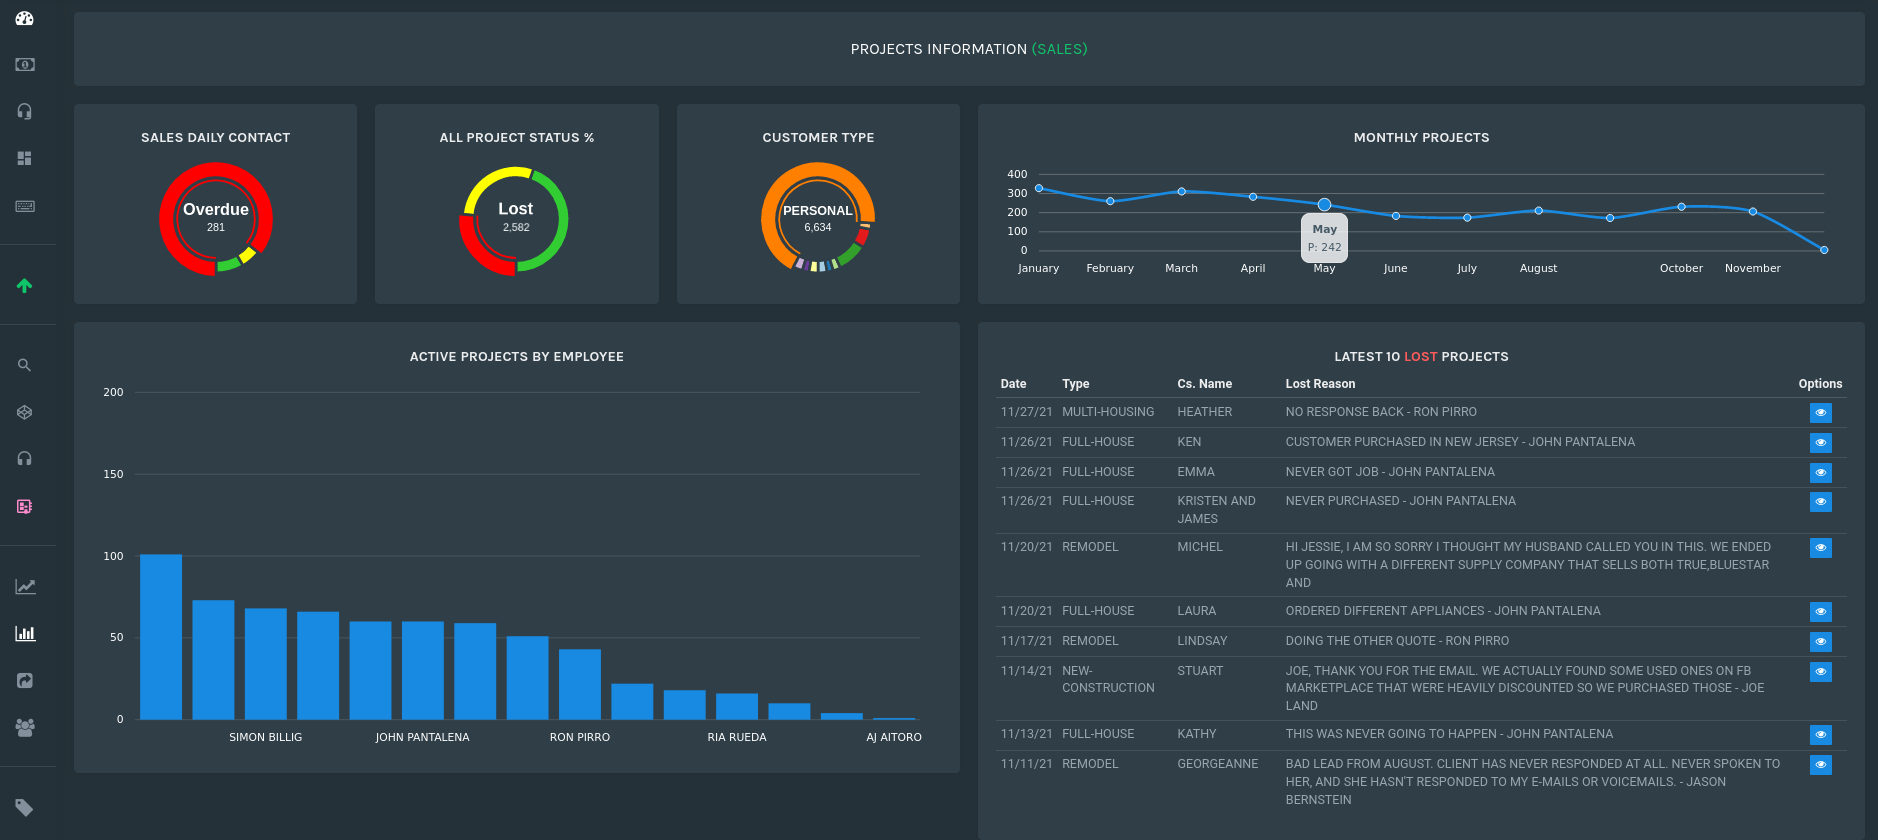 PROJECTS INFORMATION (SALES)
SALES DAILY CONTACT
Overdue
281
ALL PROJECT STATUS %
Lost
2,582
CUSTOMER TYPE
PERSONAL
6,634
MONTHLY PROJECTS
400
300
200
100
0
May
P: 242
January February March April May June July August October November
ACTIVE PROJECTS BY EMPLOYEE
200
150
100
50
0
SIMON BILLIG JOHN PANTALENA RON PIRRO RIA RUEDA AJ AITORO
LATEST 10 LOST PROJECTS
Date Type Cs. Name Lost Reason Options
11/27/21 MULTI-HOUSING HEATHER NO RESPONSE BACK - RON PIRRO
11/26/21 FULL-HOUSE KEN CUSTOMER PURCHASED IN NEW JERSEY - JOHN PANTALENA
11/26/21 FULL-HOUSE EMMA NEVER GOT JOB - JOHN PANTALENA
11/26/21 FULL-HOUSE KRISTEN AND NEVER PURCHASED - JOHN PANTALENA
JAMES
11/20/21 REMODEL MICHEL HI JESSIE, I AM SO SORRY I THOUGHT MY HUSBAND CALLED YOU IN THIS. WE ENDED
UP GOING WITH A DIFFERENT SUPPLY COMPANY THAT SELLS BOTH TRUE,BLUESTAR
AND
11/20/21 FULL-HOUSE LAURA ORDERED DIFFERENT APPLIANCES - JOHN PANTALENA
11/17/21 REMODEL LINDSAY DOING THE OTHER QUOTE - RON PIRRO
11/14/21 NEW- STUART JOE, THANK YOU FOR THE EMAIL. WE ACTUALLY FOUND SOME USED ONES ON FB
CONSTRUCTION MARKETPLACE THAT WERE HEAVILY DISCOUNTED SO WE PURCHASED THOSE - JOE
LAND
11/13/21 FULL-HOUSE KATHY THIS WAS NEVER GOING TO HAPPEN - JOHN PANTALENA
11/11/21 REMODEL GEORGEANNE BAD LEAD FROM AUGUST. CLIENT HAS NEVER RESPONDED AT ALL. NEVER SPOKEN TO
HER, AND SHE HASN'T RESPONDED TO MY E-MAILS OR VOICEMAILS. - JASON
BERNSTEIN